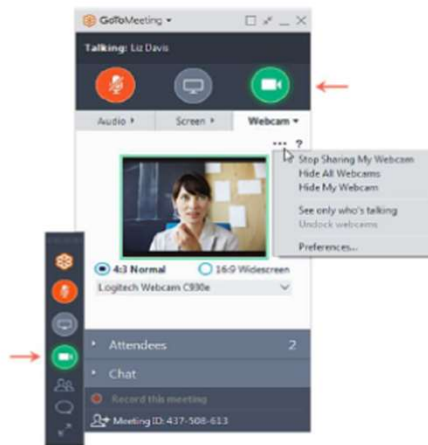 GoToMeeting
Talking: Liz Davis
Audio
Screen
Webcam
... ?
Stop Sharing My Webcam
Hide All Webcams
Hide My Webcam
See only who's talking
Undock webcams
Preferences...
4:3 Normal
16:9 Widescreen
Logitech Webcam C930e
Attendees 2
Chat
Record this meeting
Meeting ID: 437-508-613